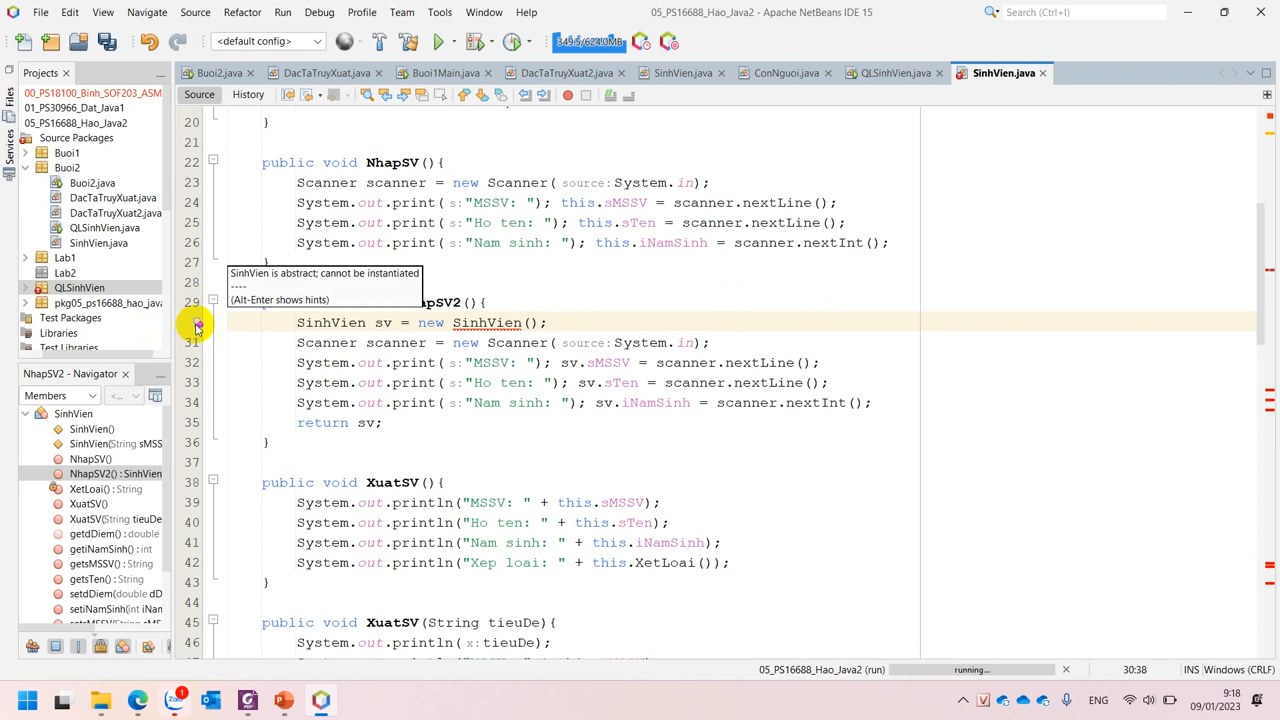 File Edit View Navigate Source Refactor Run Debug Profile Team Tools Window Help
05_PS16688_Hao_Java2 - Apache NetBeans IDE 15
Search (Ctrl+I)
<default config>
349.5/624.0MB
Projects
Buoi2.java DacTaTruyXuat.java Buoi1Main.java DacTaTruyXuat2.java SinhVien.java ConNguoi.java QLSinhVien.java SinhVien.java
Files
Services
Source History
00_PS18100_Binh_SOF203_ASM
01_PS30966_Dat_Java1
05_PS16688_Hao_Java2
Source Packages
Buoi1
Buoi2
Buoi2.java
DacTaTruyXuat.java
DacTaTruyXuat2.java
QLSinhVien.java
SinhVien.java
Lab1
Lab2
QLSinhVien
pkg05_ps16688_hao_java
Test Packages
Libraries
Test Libraries
20 }
21
22 public void NhapSV(){
23 Scanner scanner = new Scanner( source:System.in);
24 System.out.print( s:"MSSV: "); this.sMSSV = scanner.nextLine();
25 System.out.print( s:"Ho ten: "); this.sTen = scanner.nextLine();
26 System.out.print( s:"Nam sinh: "); this.iNamSinh = scanner.nextInt();
27 }
28
SinhVien is abstract; cannot be instantiated
----
(Alt-Enter shows hints)
29 apSV2(){
SinhVien sv = new SinhVien();
31 Scanner scanner = new Scanner( source:System.in);
32 System.out.print( s:"MSSV: "); sv.sMSSV = scanner.nextLine();
33 System.out.print( s:"Ho ten: "); sv.sTen = scanner.nextLine();
34 System.out.print( s:"Nam sinh: "); sv.iNamSinh = scanner.nextInt();
35 return sv;
36 }
37
38 public void XuatSV(){
39 System.out.println("MSSV: " + this.sMSSV);
40 System.out.println("Ho ten: " + this.sTen);
41 System.out.println("Nam sinh: " + this.iNamSinh);
42 System.out.println("Xep loai: " + this.XetLoai());
43 }
44
45 public void XuatSV(String tieuDe){
46 System.out.println( x:tieuDe);
NhapSV2 - Navigator
Members <...
SinhVien
SinhVien()
SinhVien(String sMSS
NhapSV()
NhapSV2() : SinhVien
XetLoai() : String
XuatSV()
XuatSV(String tieuDe
getdDiem() : double
getiNamSinh() : int
getsMSSV() : String
getsTen() : String
setdDiem(double d
setiNamSinh(int iNam
05_PS16688_Hao_Java2 (run) running... 30:38 INS Windows (CRLF)
1
ENG
9:18
09/01/2023